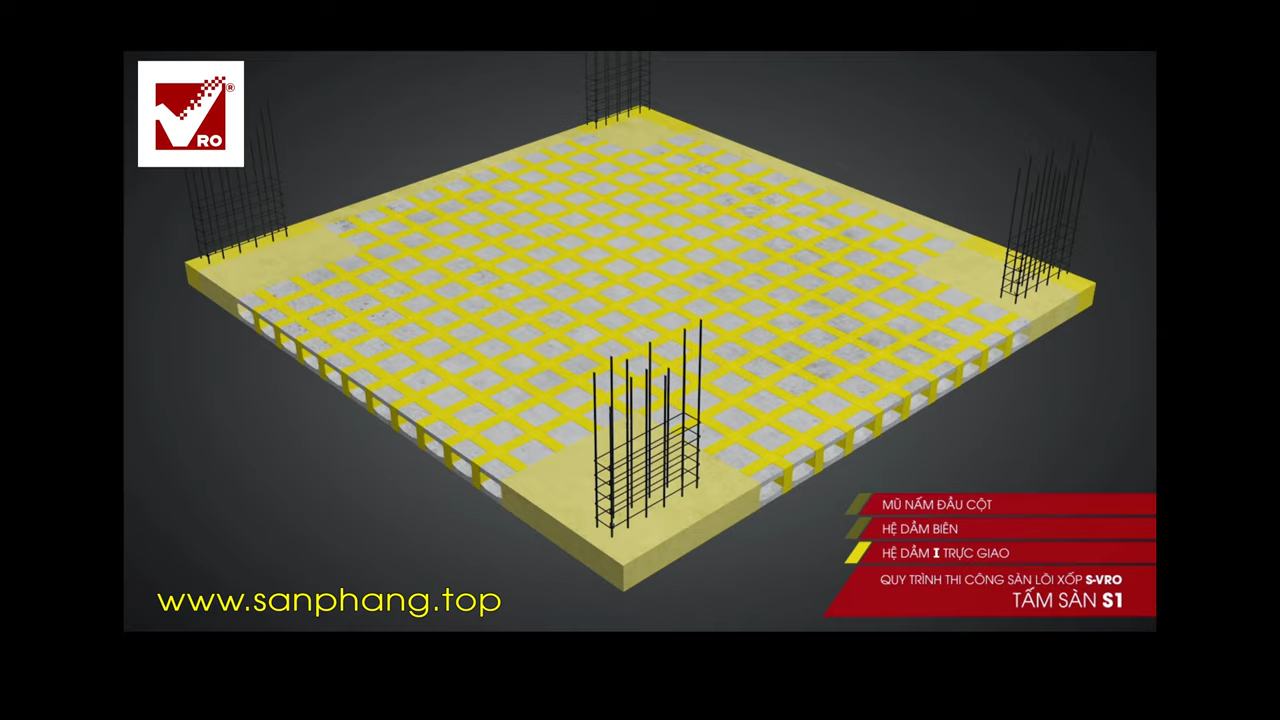 RO ®
MŨ NẤM ĐẦU CỘT
HỆ DẦM BIÊN
HỆ DẦM I TRỰC GIAO
QUY TRÌNH THI CÔNG SÀN LÕI XỐP S-VRO
TẤM SÀN S1
www.sanphang.top